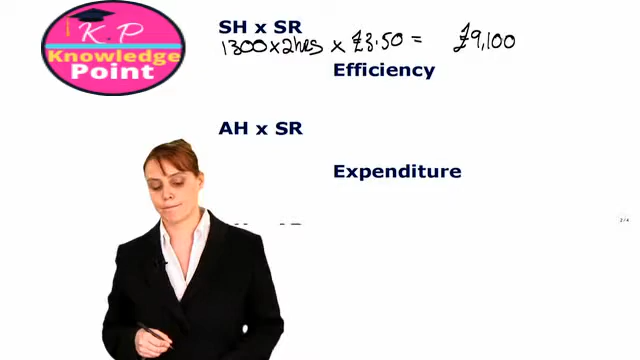 K.P
Knowledge
Point
SH x SR
1300 x 2hrs x £3.50 = £9,100
Efficiency
AH x SR
Expenditure